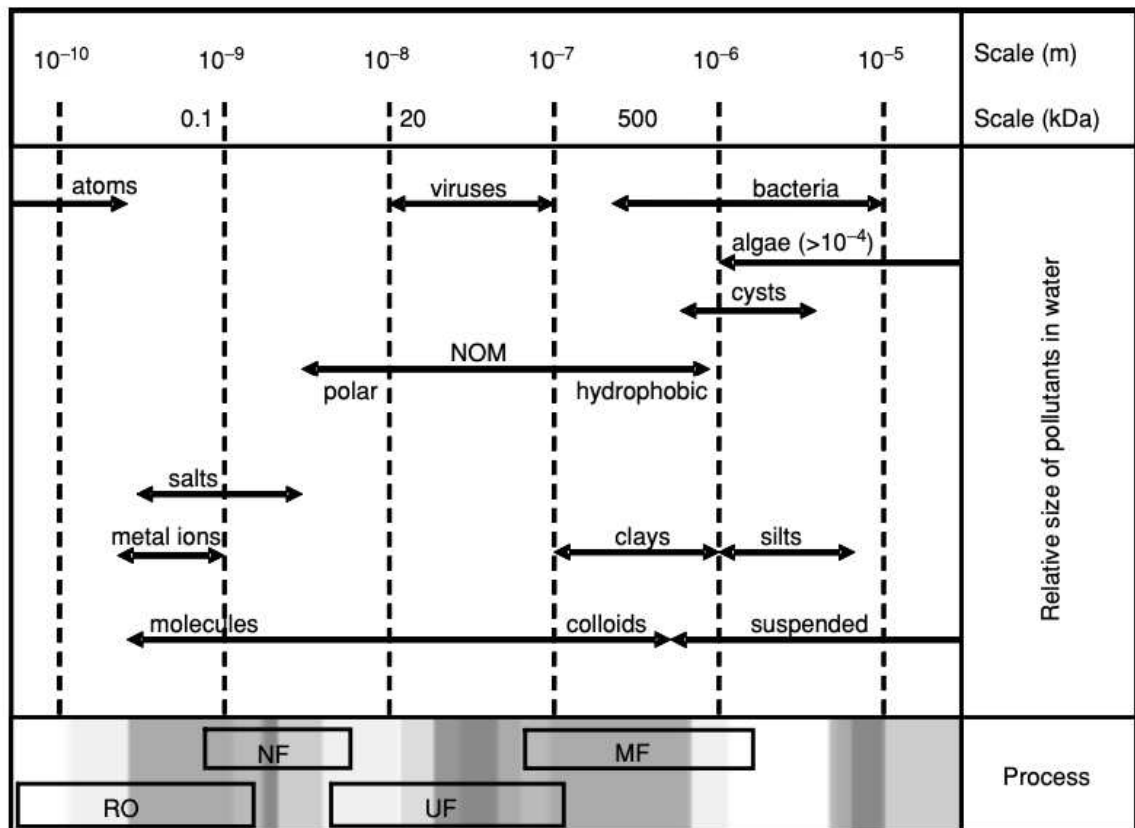 10⁻¹⁰ 10⁻⁹ 10⁻⁸ 10⁻⁷ 10⁻⁶ 10⁻⁵ Scale (m)
0.1 20 500 Scale (kDa)
atoms viruses bacteria
algae (>10⁻⁴)
cysts
NOM
polar hydrophobic
salts
metal ions clays silts
molecules colloids suspended
Relative size of pollutants in water
NF MF
RO UF
Process